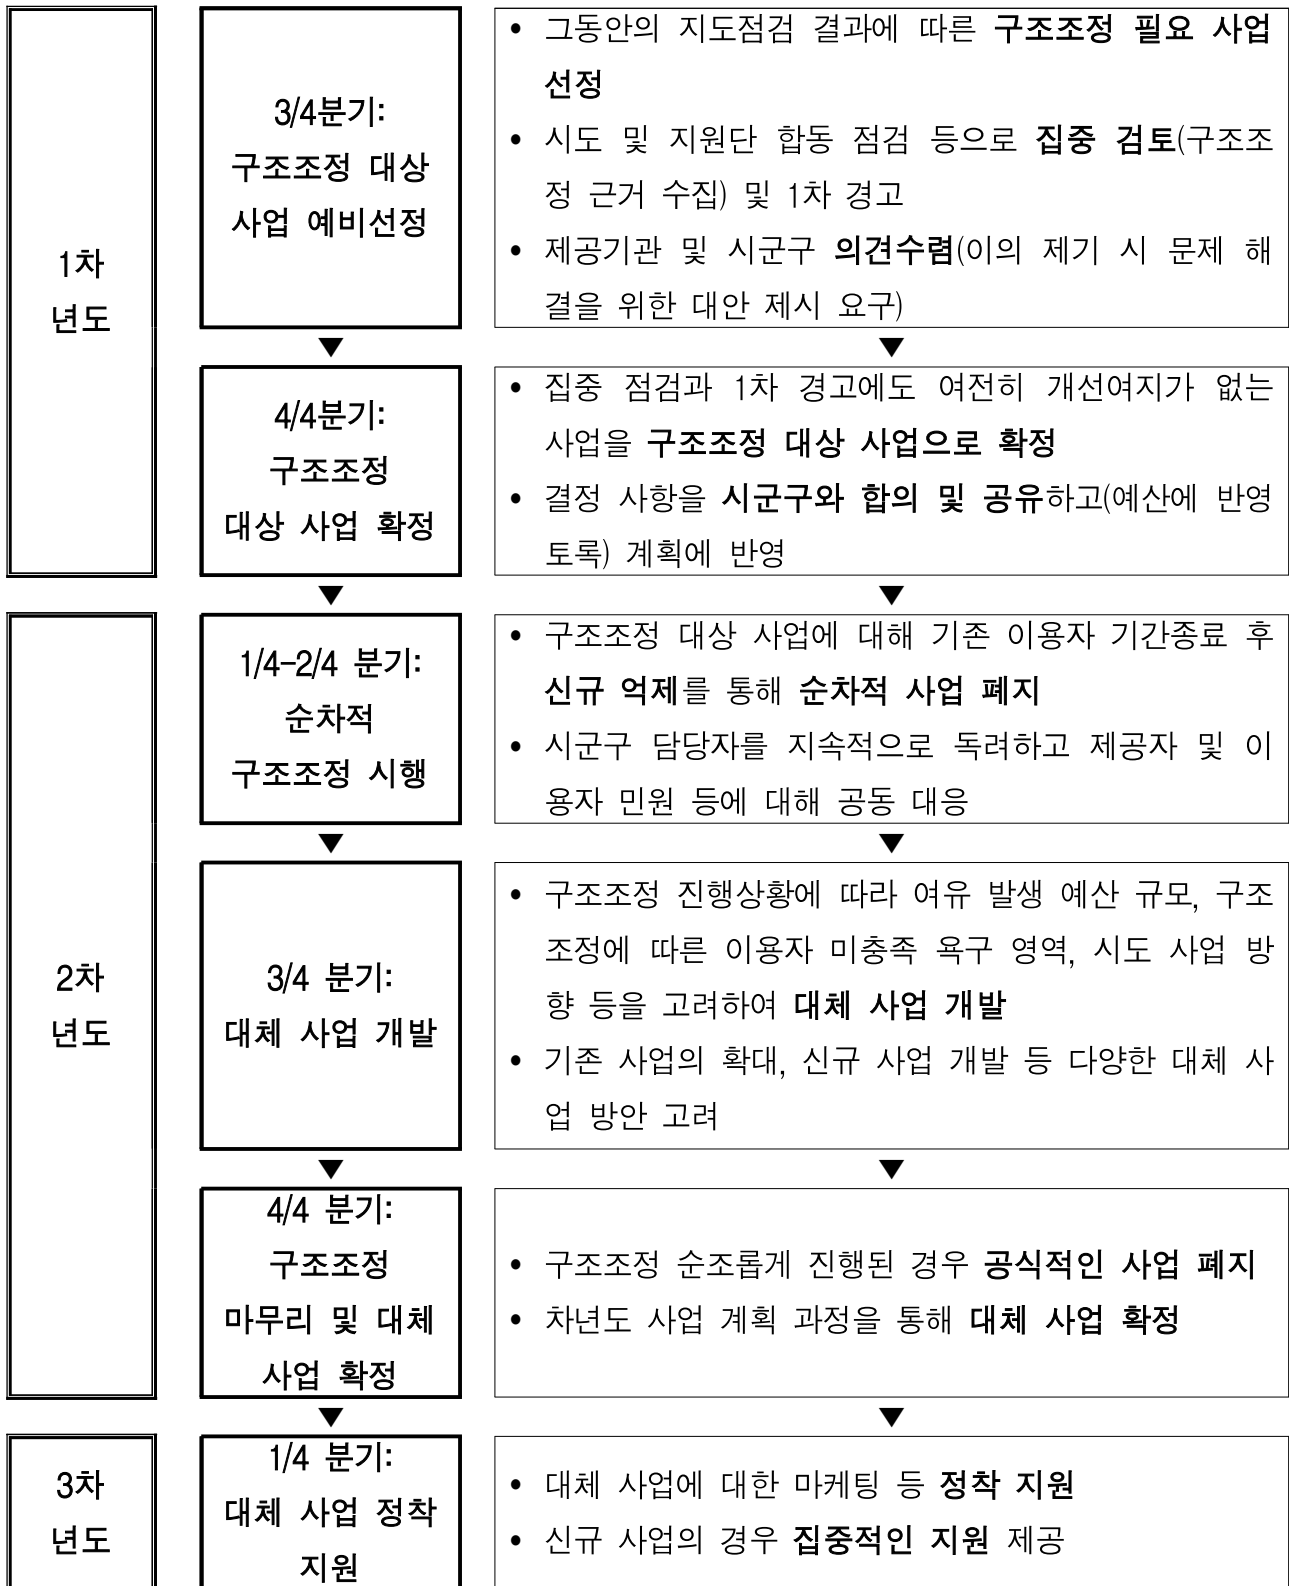 1차
년도
3/4분기:
구조조정 대상
사업 예비선정
• 그동안의 지도점검 결과에 따른 구조조정 필요 사업
선정
• 시도 및 지원단 합동 점검 등으로 집중 검토(구조조
정 근거 수집) 및 1차 경고
• 제공기관 및 시군구 의견수렴(이의 제기 시 문제 해
결을 위한 대안 제시 요구)
▼ ▼
4/4분기:
구조조정
대상 사업 확정
• 집중 점검과 1차 경고에도 여전히 개선여지가 없는
사업을 구조조정 대상 사업으로 확정
• 결정 사항을 시군구와 합의 및 공유하고(예산에 반영
토록) 계획에 반영
▼ ▼
2차
년도
1/4-2/4 분기:
순차적
구조조정 시행
• 구조조정 대상 사업에 대해 기존 이용자 기간종료 후
신규 억제를 통해 순차적 사업 폐지
• 시군구 담당자를 지속적으로 독려하고 제공자 및 이
용자 민원 등에 대해 공동 대응
▼ ▼
3/4 분기:
대체 사업 개발
• 구조조정 진행상황에 따라 여유 발생 예산 규모, 구조
조정에 따른 이용자 미충족 욕구 영역, 시도 사업 방
향 등을 고려하여 대체 사업 개발
• 기존 사업의 확대, 신규 사업 개발 등 다양한 대체 사
업 방안 고려
▼ ▼
4/4 분기:
구조조정
마무리 및 대체
사업 확정
• 구조조정 순조롭게 진행된 경우 공식적인 사업 폐지
• 차년도 사업 계획 과정을 통해 대체 사업 확정
▼ ▼
3차
년도
1/4 분기:
대체 사업 정착
지원
• 대체 사업에 대한 마케팅 등 정착 지원
• 신규 사업의 경우 집중적인 지원 제공